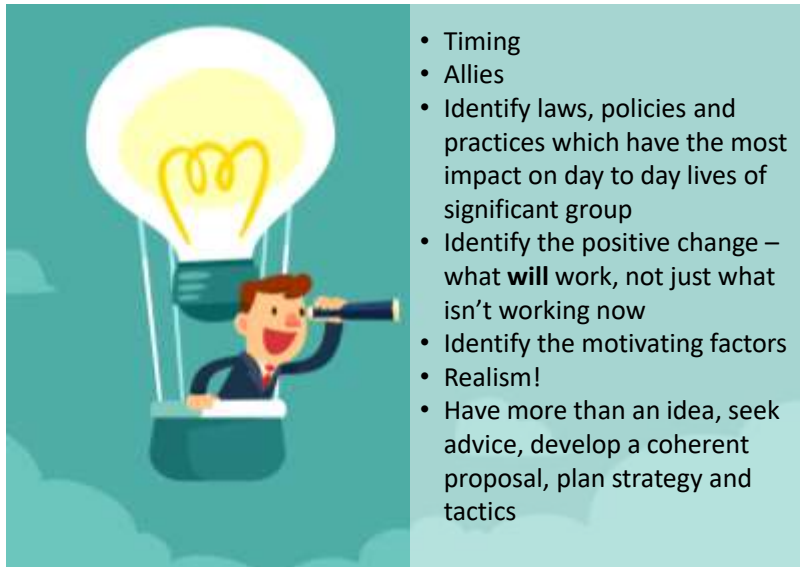 • Timing
• Allies
• Identify laws, policies and
practices which have the most
impact on day to day lives of
significant group
• Identify the positive change –
what will work, not just what
isn’t working now
• Identify the motivating factors
• Realism!
• Have more than an idea, seek
advice, develop a coherent
proposal, plan strategy and
tactics